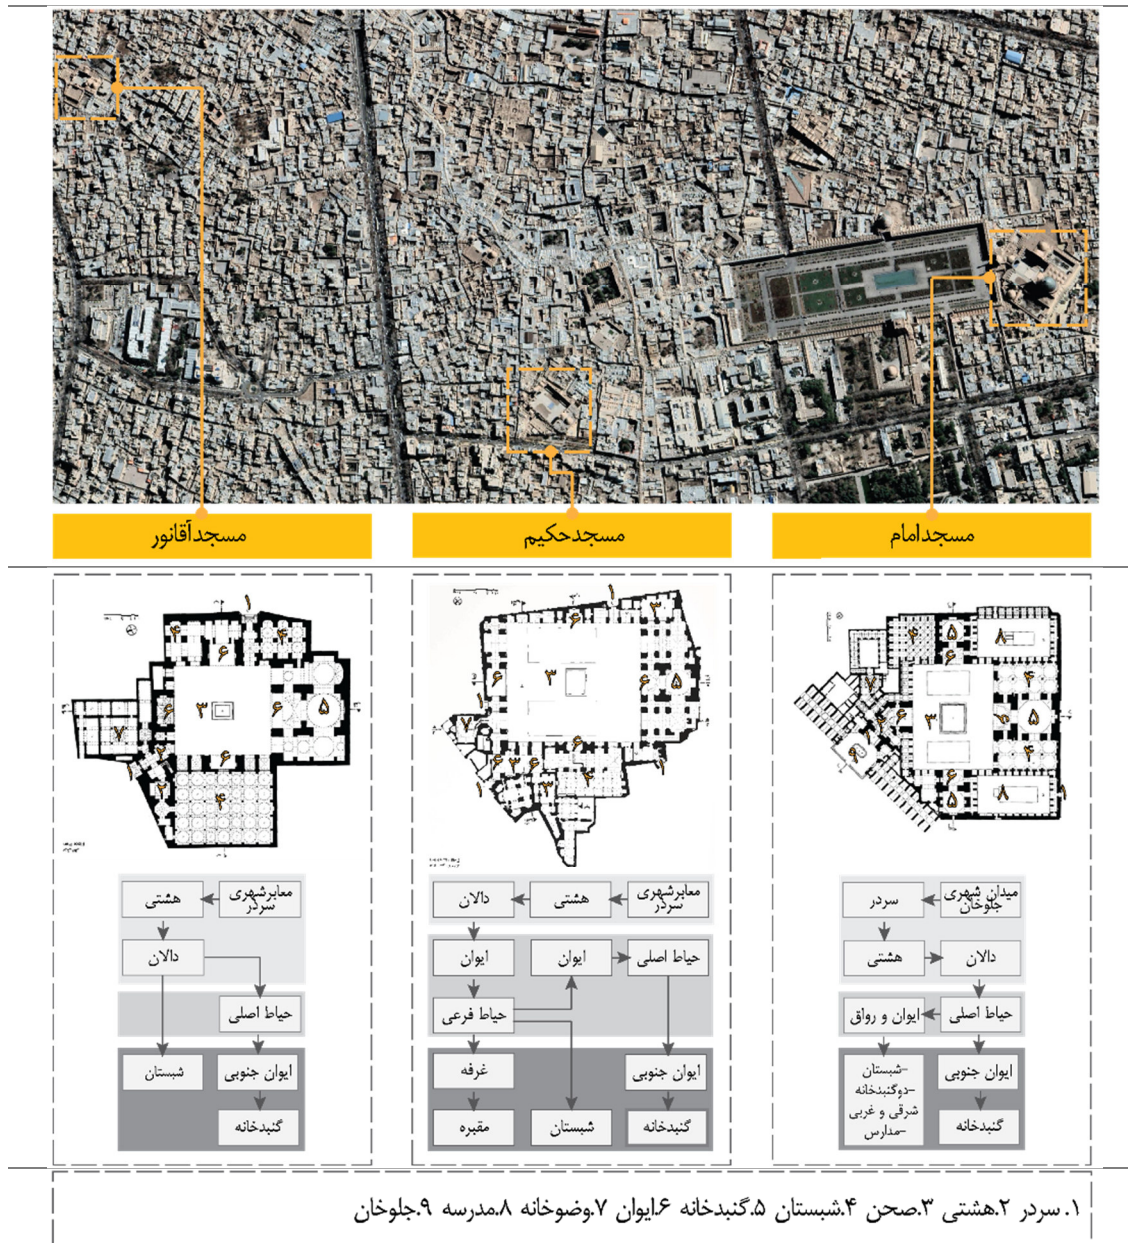 مسجدامام
مسجدحکیم
مسجدآقانور
میدان شهری
جلوخان
سردر
هشتی
دالان
حیاط اصلی
ایوان و رواق
ایوان جنوبی
گنبدخانه
-شبستان
-دوگنبدخانه
شرقی و غربی
-مدارس
معابرشهری
سردر
هشتی
دالان
ایوان
ایوان
حیاط اصلی
حیاط فرعی
غرفه
ایوان جنوبی
مقبره
شبستان
گنبدخانه
معابرشهری
سردر
هشتی
دالان
حیاط اصلی
شبستان
ایوان جنوبی
گنبدخانه
۱. سردر ۲.هشتی ۳.صحن ۴.شبستان ۵.گنبدخانه ۶.ایوان ۷.وضوخانه ۸.مدرسه ۹.جلوخان